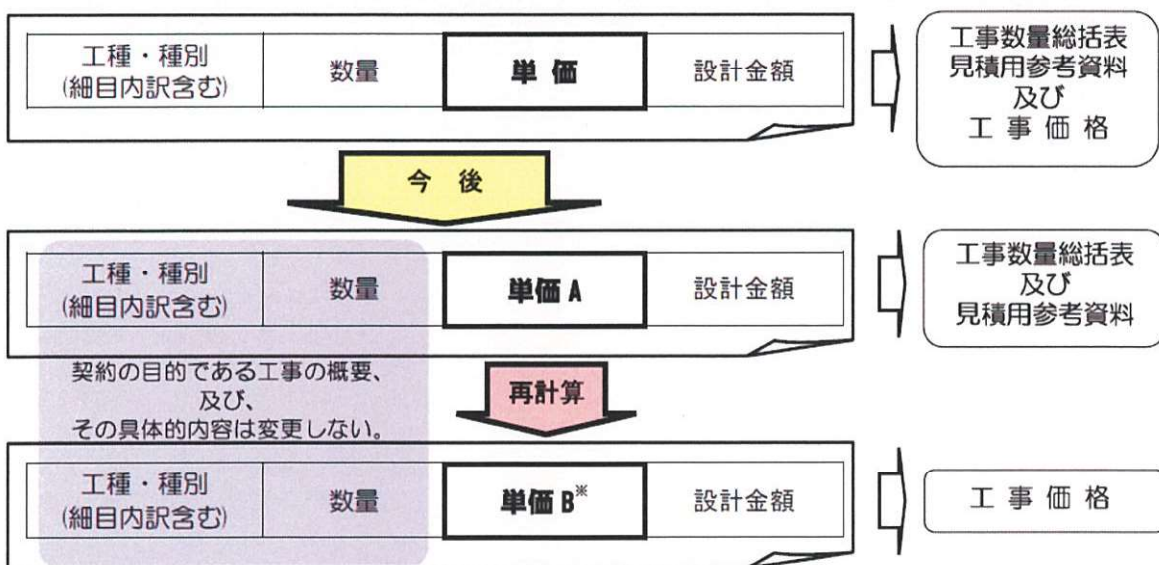 工種・種別
(細目内訳含む)
数量
単 価
設計金額
工事数量総括表
見積用参考資料
及び
工 事 価 格
今 後
工種・種別
(細目内訳含む)
数量
単価 A
設計金額
工事数量総括表
及び
見積用参考資料
契約の目的である工事の概要、
及び、
その具体的内容は変更しない。
再計算
工種・種別
(細目内訳含む)
数量
単価 B※
設計金額
工 事 価 格